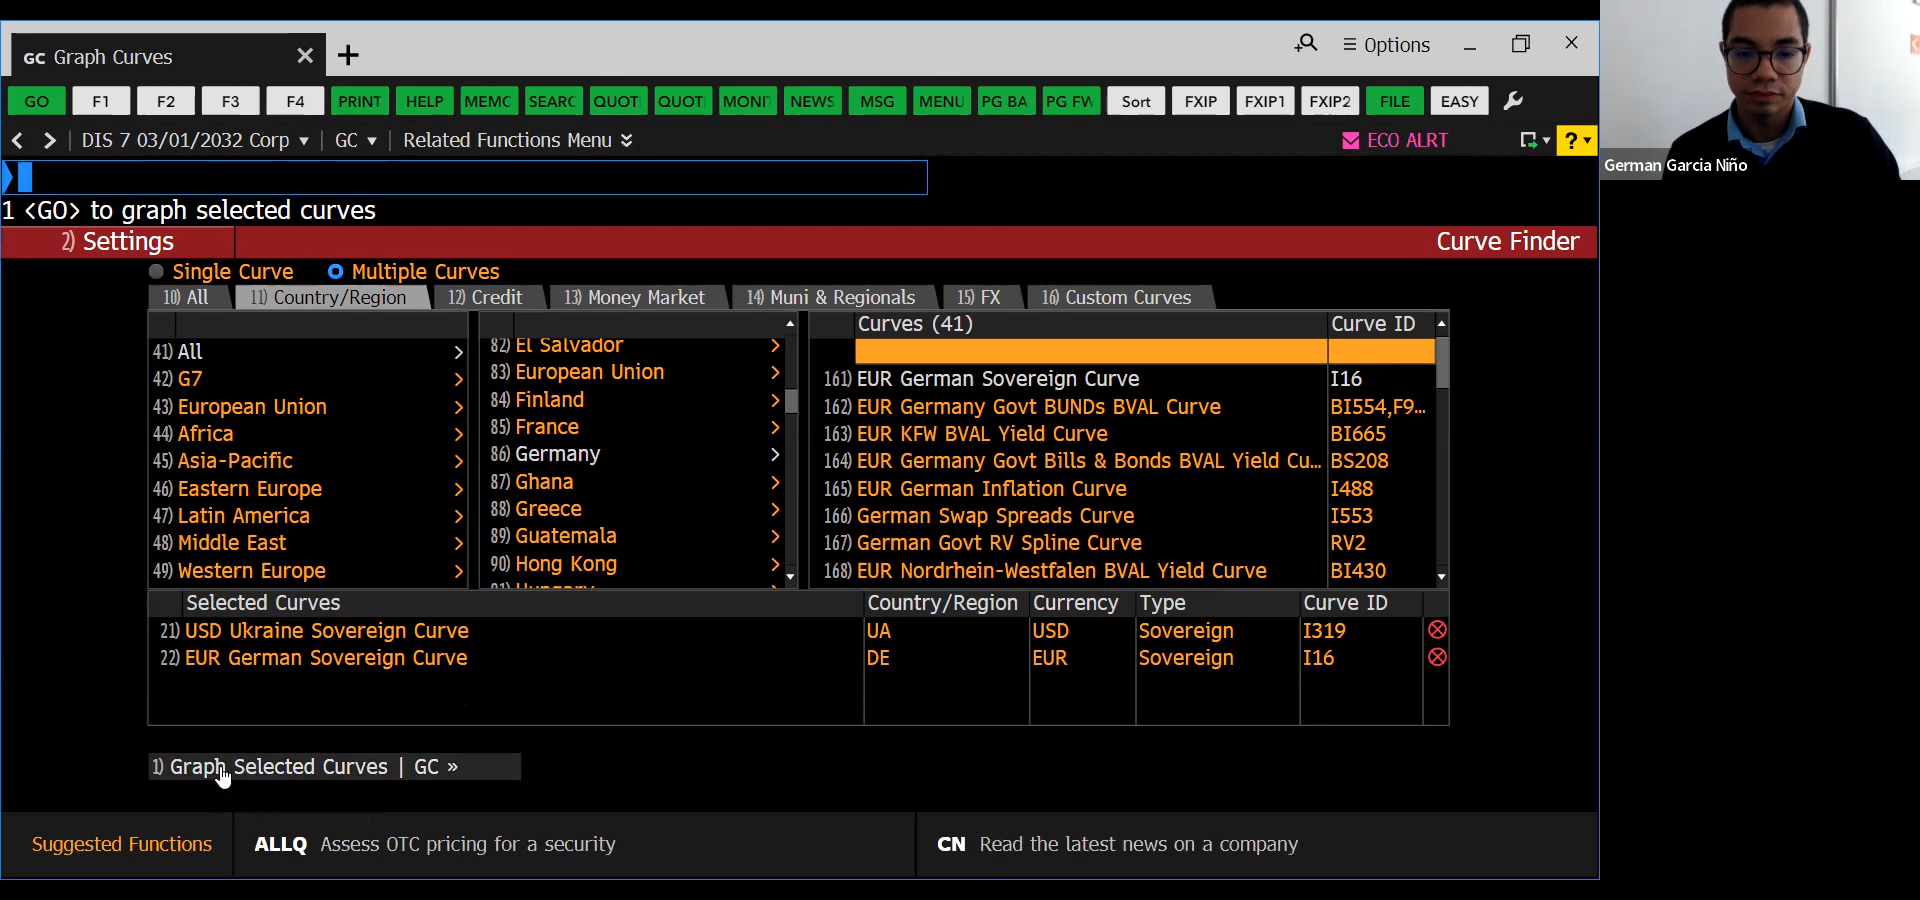 GC Graph Curves
Options
GO F1 F2 F3 F4 PRINT HELP MEMC SEARC QUOT QUOT MONI NEWS MSG MENU PG BA PG FW Sort FXIP FXIP1 FXIP2 FILE EASY
DIS 7 03/01/2032 Corp GC Related Functions Menu ECO ALRT ?
1 <GO> to graph selected curves
2) Settings Curve Finder
Single Curve Multiple Curves
10) All 11) Country/Region 12) Credit 13) Money Market 14) Muni & Regionals 15) FX 16) Custom Curves
Curves (41) Curve ID
41) All
42) G7
43) European Union
44) Africa
45) Asia-Pacific
46) Eastern Europe
47) Latin America
48) Middle East
49) Western Europe
82) El Salvador
83) European Union
84) Finland
85) France
86) Germany
87) Ghana
88) Greece
89) Guatemala
90) Hong Kong
91) Hungary
161) EUR German Sovereign Curve I16
162) EUR Germany Govt BUNDs BVAL Curve BI554,F9...
163) EUR KFW BVAL Yield Curve BI665
164) EUR Germany Govt Bills & Bonds BVAL Yield Cu... BS208
165) EUR German Inflation Curve I488
166) German Swap Spreads Curve I553
167) German Govt RV Spline Curve RV2
168) EUR Nordrhein-Westfalen BVAL Yield Curve BI430
Selected Curves Country/Region Currency Type Curve ID
21) USD Ukraine Sovereign Curve UA USD Sovereign I319
22) EUR German Sovereign Curve DE EUR Sovereign I16
1) Graph Selected Curves | GC »
Suggested Functions ALLQ Assess OTC pricing for a security CN Read the latest news on a company
German Garcia Niño